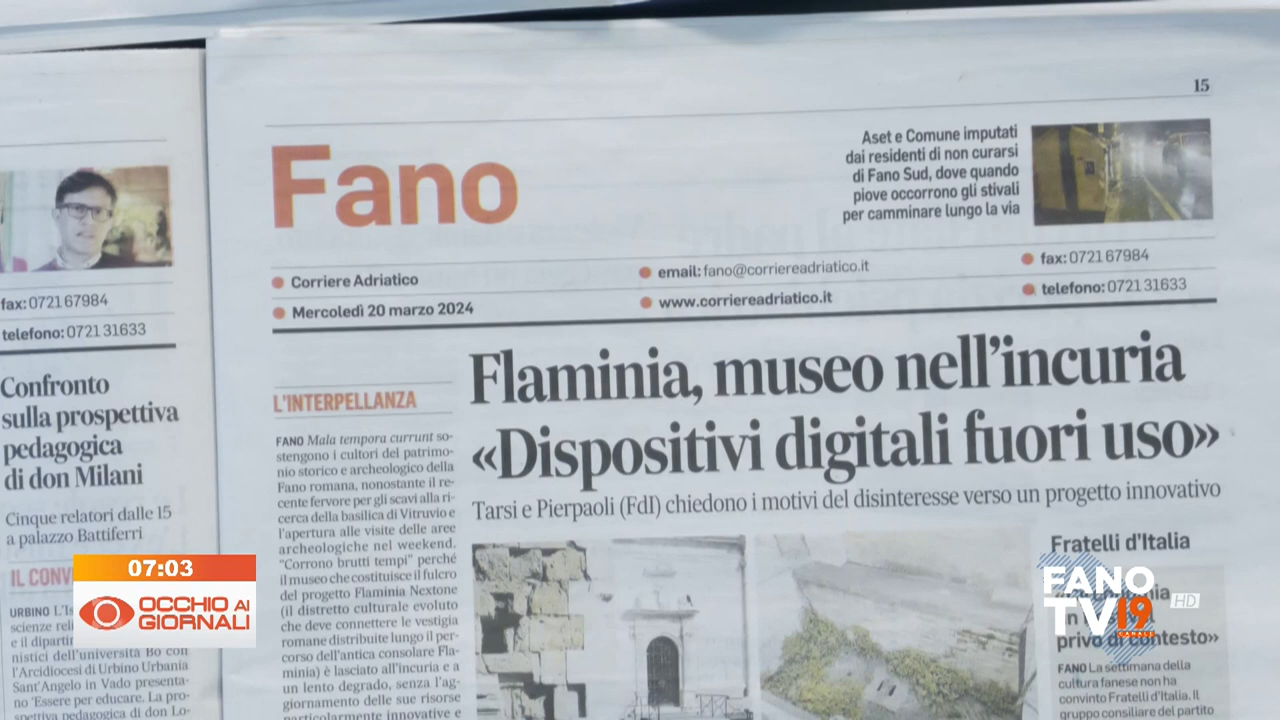 15
Fano
Aset e Comune imputati
dai residenti di non curarsi
di Fano Sud, dove quando
piove occorrono gli stivali
per camminare lungo la via
Corriere Adriatico
email: fano@corriereadriatico.it
fax: 0721 67984
Mercoledì 20 marzo 2024
www.corriereadriatico.it
telefono: 0721 31633
fax: 0721 67984
telefono: 0721 31633
Confronto
sulla prospettiva
pedagogica
di don Milani
Cinque relatori dalle 15
a palazzo Battiferri
IL CONV
URBINO L'Is
scienze reli
e il dipart
nistici dell'università Bo con
l'Arcidiocesi di Urbino Urbania
Sant'Angelo in Vado presenta-
no 'Essere per educare. La pro-
spettiva pedagogica di don Lo-
L'INTERPELLANZA
FANO Mala tempora currunt so-
stengono i cultori del patrimo-
nio storico e archeologico della
Fano romana, nonostante il re-
cente fervore per gli scavi alla ri-
cerca della basilica di Vitruvio e
l'apertura alle visite delle aree
archeologiche nel weekend.
"Corrono brutti tempi" perché
il museo che costituisce il fulcro
del progetto Flaminia Nextone
(il distretto culturale evoluto
che deve connettere le vestigia
romane distribuite lungo il per-
corso dell'antica consolare Fla-
minia) è lasciato all'incuria e a
un lento degrado, senza l'ag-
giornamento delle sue risorse
particolarmente innovative e
Flaminia, museo nell'incuria
«Dispositivi digitali fuori uso»
Tarsi e Pierpaoli (FdI) chiedono i motivi del disinteresse verso un progetto innovativo
Fratelli d'Italia
privo di contesto»
FANO La settimana della
cultura fanese non ha
convinto Fratelli d'Italia. Il
gruppo consiliare del partito
07:03
OCCHIO AI
GIORNALI
FANO
TV19
HD